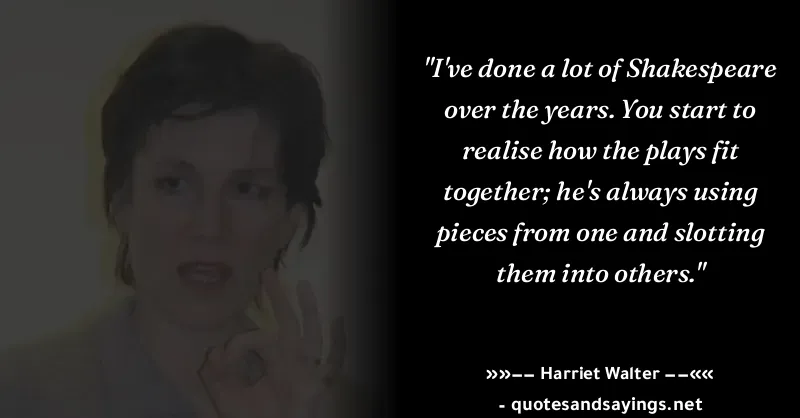 "I've done a lot of Shakespeare
over the years. You start to
realise how the plays fit
together; he's always using
pieces from one and slotting
them into others."
»»−− Harriet Walter −−««
- quotesandsayings.net